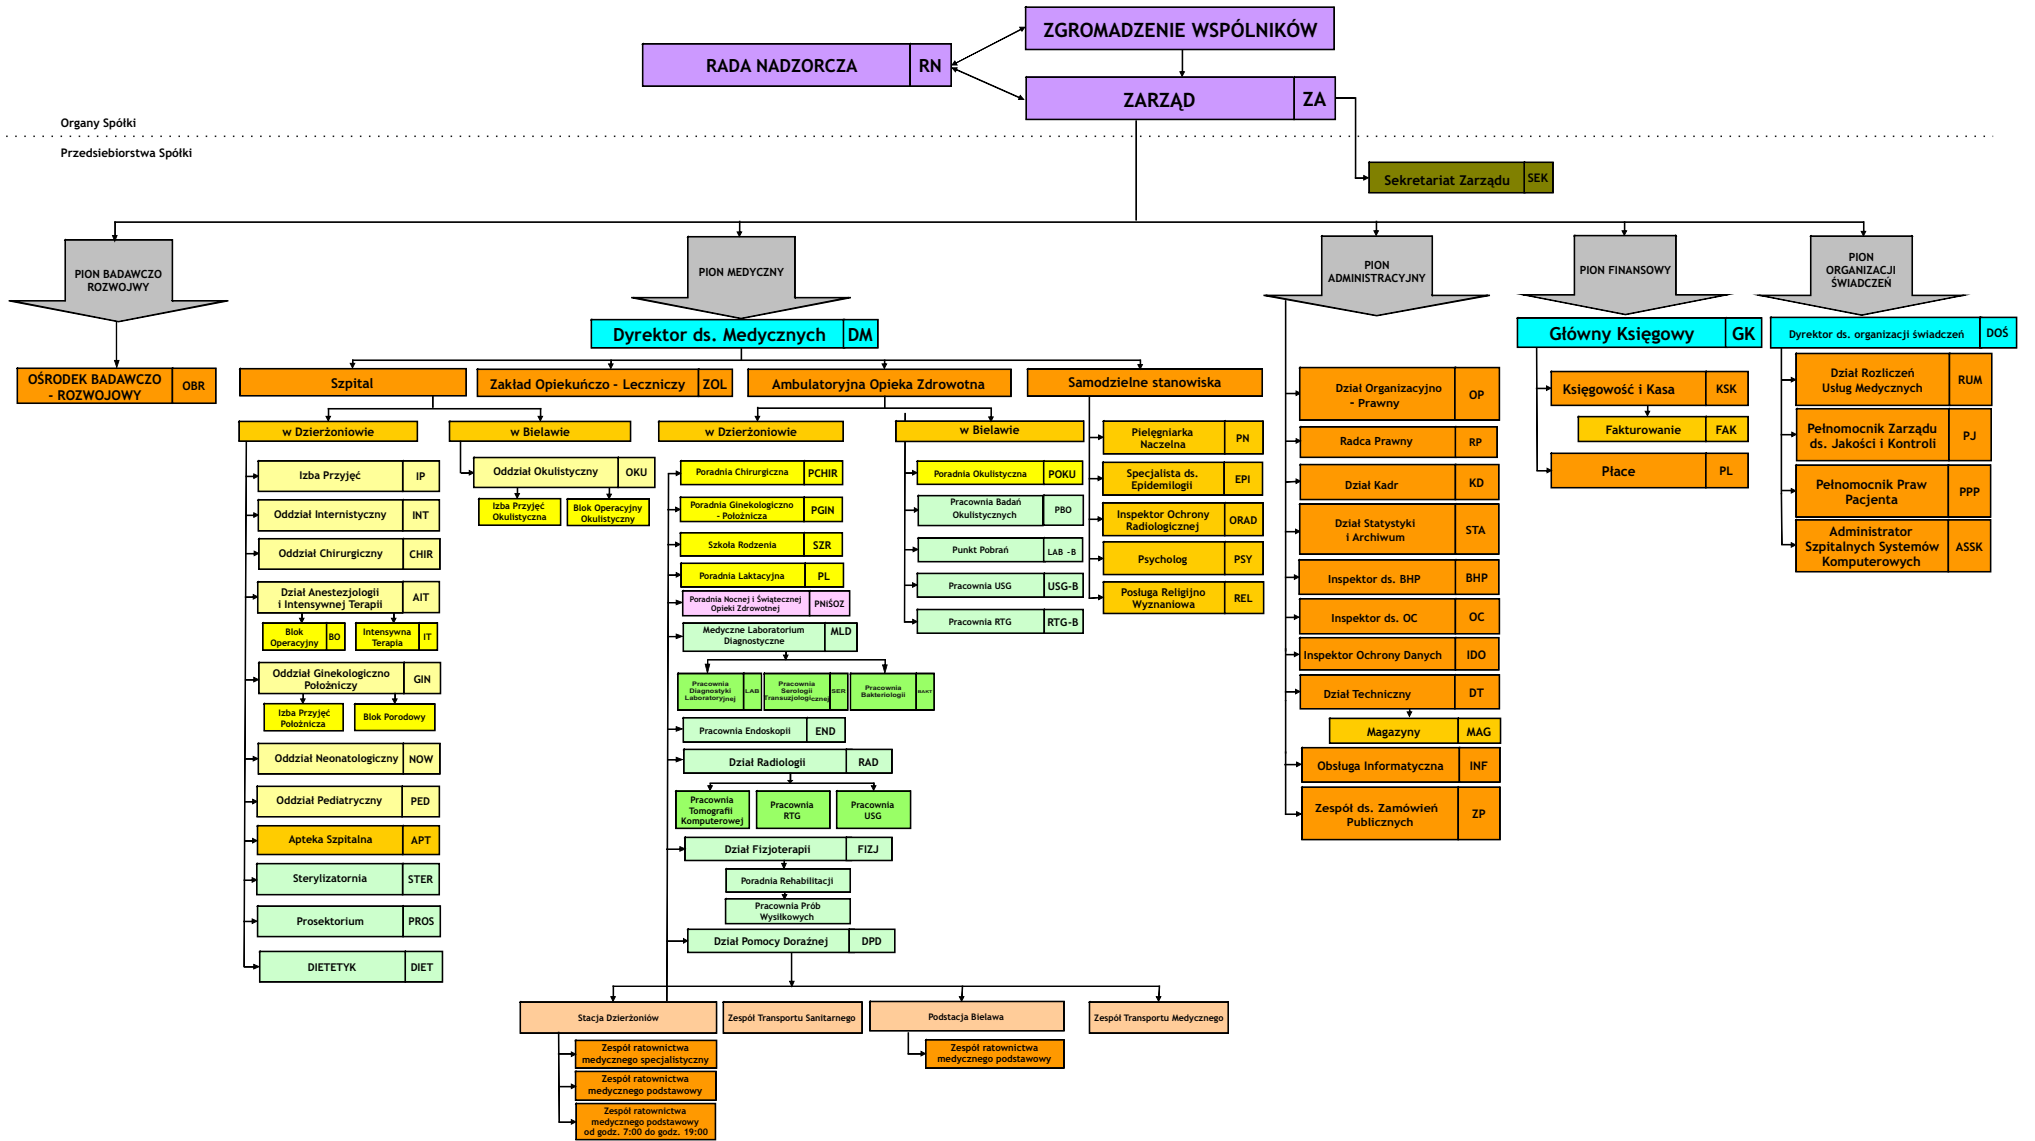 ZGROMADZENIE WSPÓLNIKÓW
RADA NADZORCZA RN
ZARZĄD ZA
Organy Spółki
Przedsiebiorstwa Spółki
Sekretariat Zarządu SEK
PION BADAWCZO
ROZWOJWY
PION MEDYCZNY
PION
ADMINISTRACYJNY
PION FINANSOWY
PION
ORGANIZACJI
ŚWIADCZEŃ
OŚRODEK BADAWCZO
- ROZWOJOWY
OBR
Dyrektor ds. Medycznych DM
Szpital
Zakład Opiekuńczo - Leczniczy ZOL
Ambulatoryjna Opieka Zdrowotna
Samodzielne stanowiska
w Dzierżoniowie
Izba Przyjęć IP
Oddział Internistyczny INT
Oddział Chirurgiczny CHIR
Dział Anestezjologii
i Intensywnej Terapii
AIT
Blok
Operacyjny
BO
Intensywna
Terapia
IT
Oddział Ginekologiczno
Położniczy
GIN
Izba Przyjęć
Położnicza
Blok Porodowy
Oddział Neonatologiczny NOW
Oddział Pediatryczny PED
Apteka Szpitalna APT
Sterylizatornia STER
Prosektorium PROS
DIETETYK DIET
w Bielawie
Oddział Okulistyczny OKU
Izba Przyjęć
Okulistyczna
Blok Operacyjny
Okulistyczny
w Dzierżoniowie
Poradnia Chirurgiczna PCHIR
Poradnia Ginekologiczno
- Położnicza
PGIN
Szkoła Rodzenia SZR
Poradnia Laktacyjna PL
Poradnia Nocnej i Świątecznej
Opieki Zdrowotnej
PNIŚOZ
Medyczne Laboratorium
Diagnostyczne
MLD
Pracownia
Diagnostyki
Laboratoryjnej
LAB
Pracownia
Serologii
Transuzjologicznej
SER
Pracownia
Bakteriologii
BAKT
Pracownia Endoskopii END
Dział Radiologii RAD
Pracownia
Tomografii
Komputerowej
Pracownia
RTG
Pracownia
USG
Dział Fizjoterapii FIZJ
Poradnia Rehabilitacji
Pracownia Prób
Wysiłkowych
Dział Pomocy Doraźnej DPD
Stacja Dzierżoniów
Zespół Transportu Sanitarnego
Podstacja Bielawa
Zespół Transportu Medycznego
Zespół ratownictwa
medycznego specjalistyczny
Zespół ratownictwa
medycznego podstawowy
Zespół ratownictwa
medycznego podstawowy
od godz. 7:00 do godz. 19:00
Zespół ratownictwa
medycznego podstawowy
w Bielawie
Poradnia Okulistyczna POKU
Pracownia Badań
Okulistycznych
PBO
Punkt Pobrań LAB -B
Pracownia USG USG-B
Pracownia RTG RTG-B
Pielęgniarka
Naczelna
PN
Specjalista ds.
Epidemilogii
EPI
Inspektor Ochrony
Radiologicznej
ORAD
Psycholog PSY
Posługa Religijno
Wyznaniowa
REL
Dział Organizacyjno
- Prawny
OP
Radca Prawny RP
Dział Kadr KD
Dział Statystyki
i Archiwum
STA
Inspektor ds. BHP BHP
Inspektor ds. OC OC
Inspektor Ochrony Danych IDO
Dział Techniczny DT
Magazyny MAG
Obsługa Informatyczna INF
Zespół ds. Zamówień
Publicznych
ZP
Główny Księgowy GK
Księgowość i Kasa KSK
Fakturowanie FAK
Płace PL
Dyrektor ds. organizacji świadczeń DOŚ
Dział Rozliczeń
Usług Medycznych
RUM
Pełnomocnik Zarządu
ds. Jakości i Kontroli
PJ
Pełnomocnik Praw
Pacjenta
PPP
Administrator
Szpitalnych Systemów
Komputerowych
ASSK